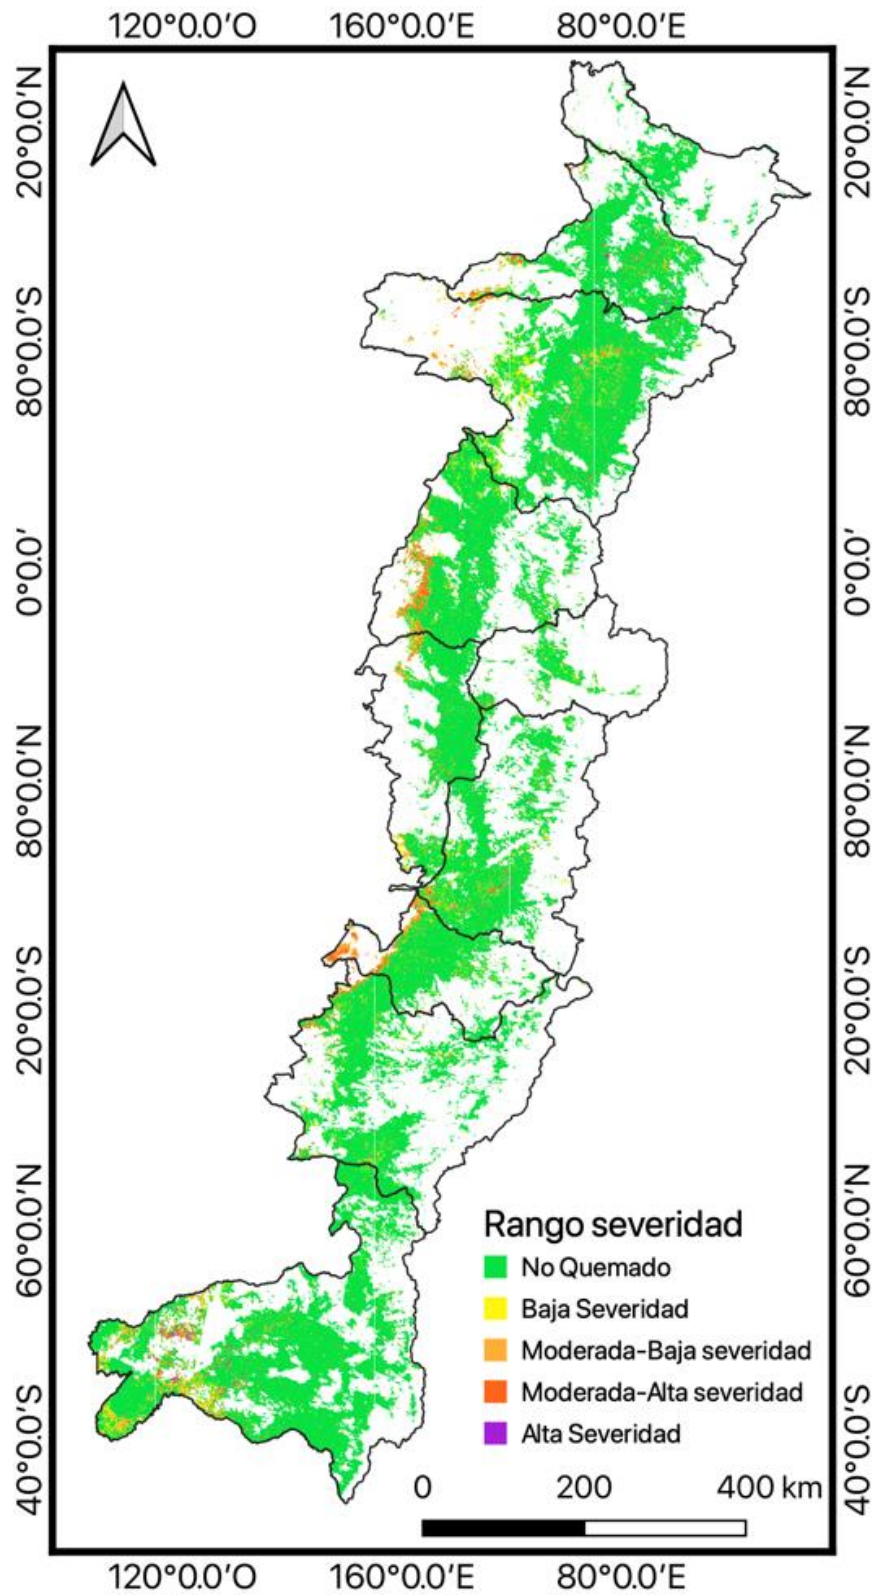 120°0.0'O 160°0.0'E 80°0.0'E
20°0.0'N 20°0.0'N
80°0.0'S 80°0.0'S
0°0.0' 0°0.0'
80°0.0'N 80°0.0'N
20°0.0'S 20°0.0'S
60°0.0'N 60°0.0'N
Rango severidad
No Quemado
Baja Severidad
Moderada-Baja severidad
Moderada-Alta severidad
Alta Severidad
40°0.0'S 40°0.0'S
0 200 400 km
120°0.0'O 160°0.0'E 80°0.0'E